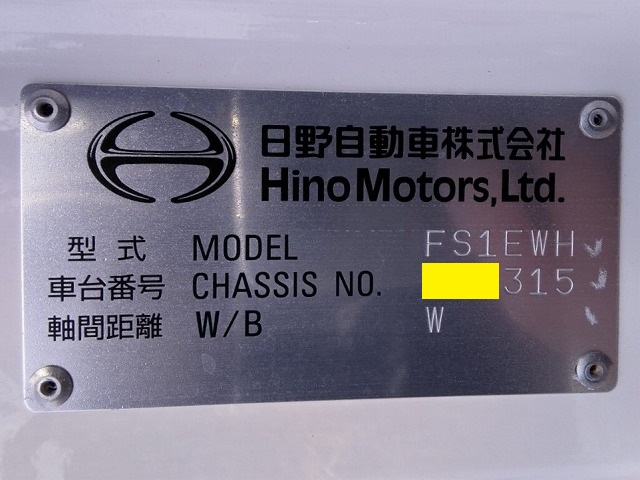 日野自動車株式会社
Hino Motors, Ltd.
型式 MODEL FS1EWH
車台番号 CHASSIS NO. 315
軸間距離 W/B W